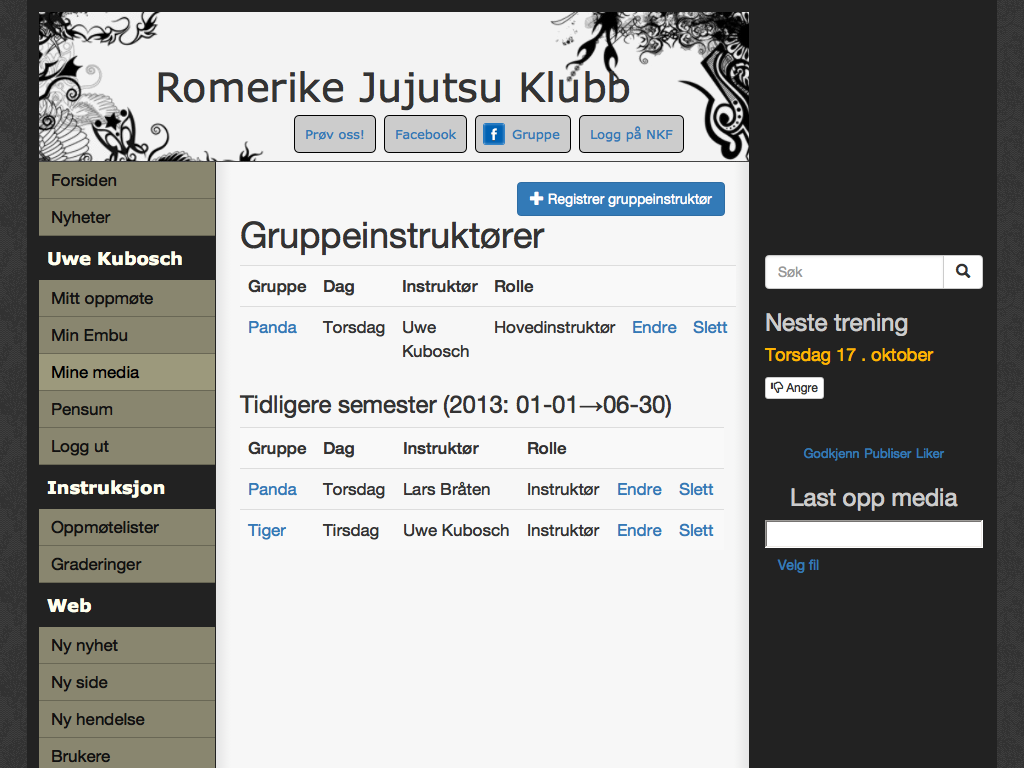 Romerike Jujutsu Klubb
Prøv oss! Facebook Gruppe Logg på NKF
Forsiden
Nyheter
Uwe Kubosch
Mitt oppmøte
Min Embu
Mine media
Pensum
Logg ut
Instruksjon
Oppmøtelister
Graderinger
Web
Ny nyhet
Ny side
Ny hendelse
Brukere
Registrer gruppeinstruktør
Gruppeinstruktører
Gruppe Dag Instruktør Rolle
Panda Torsdag Uwe Kubosch Hovedinstruktør Endre Slett
Tidligere semester (2013: 01-01→06-30)
Gruppe Dag Instruktør Rolle
Panda Torsdag Lars Bråten Instruktør Endre Slett
Tiger Tirsdag Uwe Kubosch Instruktør Endre Slett
Søk
Neste trening
Torsdag 17 . oktober
Angre
Godkjenn Publiser Liker
Last opp media
Velg fil